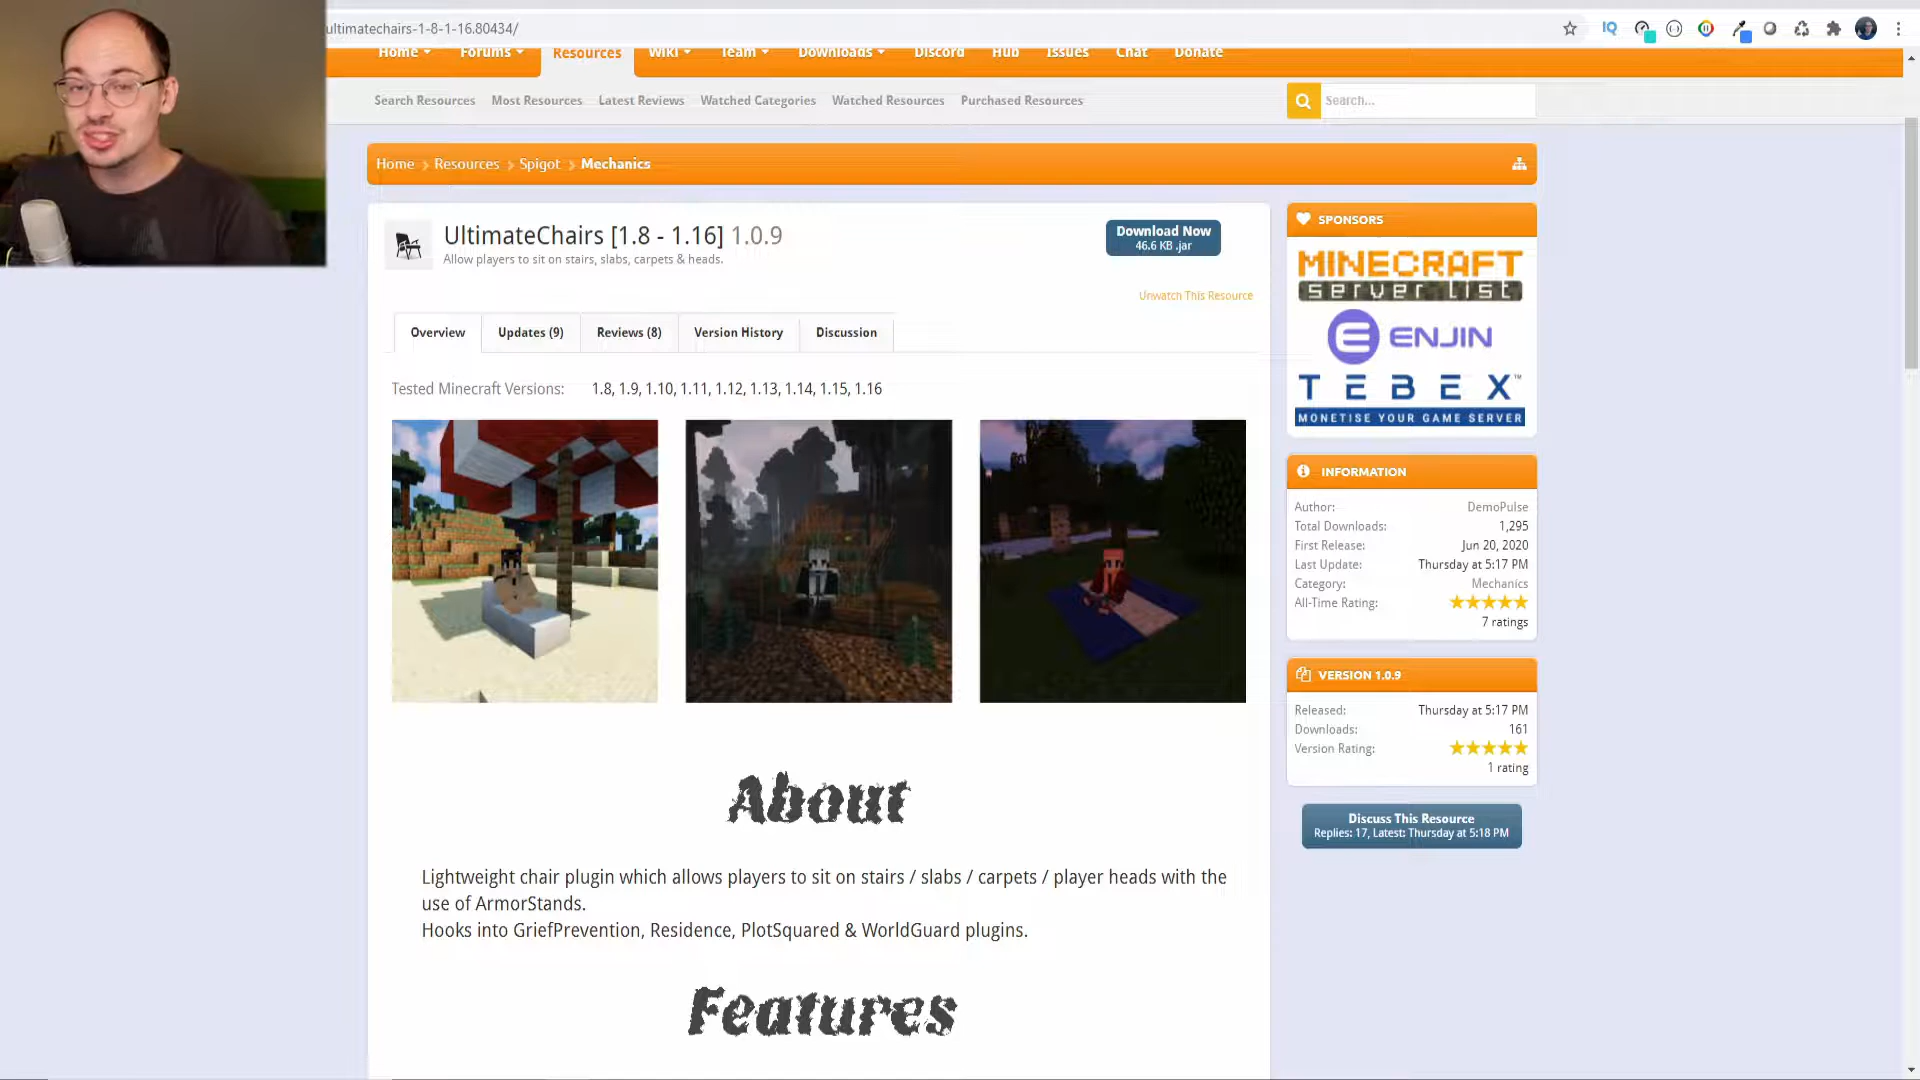 ultimatechairs-1-8-1-16.80434/
Home Forums Resources Wiki Team Downloads Discord Hub Issues Chat Donate
Search Resources Most Resources Latest Reviews Watched Categories Watched Resources Purchased Resources
Search...
Home Resources Spigot Mechanics
UltimateChairs [1.8 - 1.16] 1.0.9
Allow players to sit on stairs, slabs, carpets & heads.
Download Now
46.6 KB .jar
Unwatch This Resource
Overview Updates (9) Reviews (8) Version History Discussion
Tested Minecraft Versions: 1.8, 1.9, 1.10, 1.11, 1.12, 1.13, 1.14, 1.15, 1.16
About
Lightweight chair plugin which allows players to sit on stairs / slabs / carpets / player heads with the
use of ArmorStands.
Hooks into GriefPrevention, Residence, PlotSquared & WorldGuard plugins.
Features
SPONSORS
MINECRAFT
server list
ENJIN
TEBEX™
MONETISE YOUR GAME SERVER
INFORMATION
Author: DemoPulse
Total Downloads: 1,295
First Release: Jun 20, 2020
Last Update: Thursday at 5:17 PM
Category: Mechanics
All-Time Rating:
7 ratings
VERSION 1.0.9
Released: Thursday at 5:17 PM
Downloads: 161
Version Rating:
1 rating
Discuss This Resource
Replies: 17, Latest: Thursday at 5:18 PM